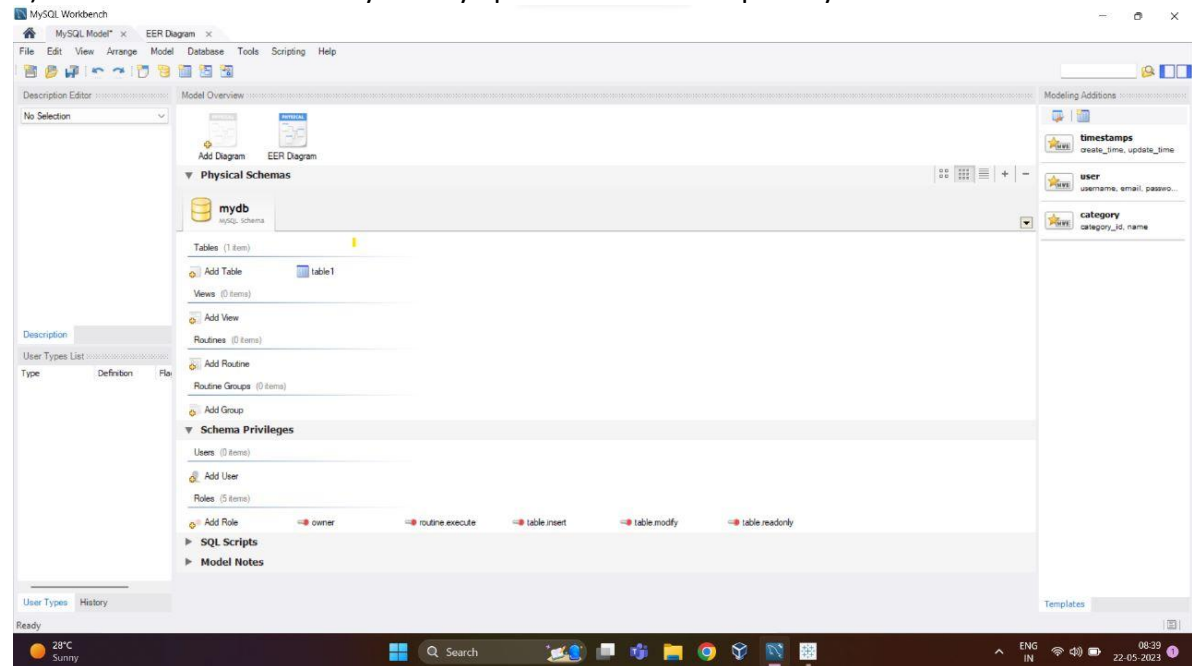 MySQL Workbench
MySQL Model* × EER Diagram ×
File Edit View Arrange Model Database Tools Scripting Help
Description Editor
Model Overview
Modeling Additions
No Selection
Add Diagram
EER Diagram
timestamps
create_time, update_time
Physical Schemas
user
username, email, passwo...
mydb
MySQL Schema
category
category_id, name
Tables (1 item)
Add Table table1
Views (0 items)
Add View
Description
Routines (0 items)
User Types List
Type Definition Flag
Add Routine
Routine Groups (0 items)
Add Group
Schema Privileges
Users (0 items)
Add User
Roles (5 items)
Add Role owner routine.execute table.insert table.modify table.readonly
SQL Scripts
Model Notes
User Types History
Templates
Ready
28°C
Sunny
Search
ENG
IN
08:39
22-05-2023
1